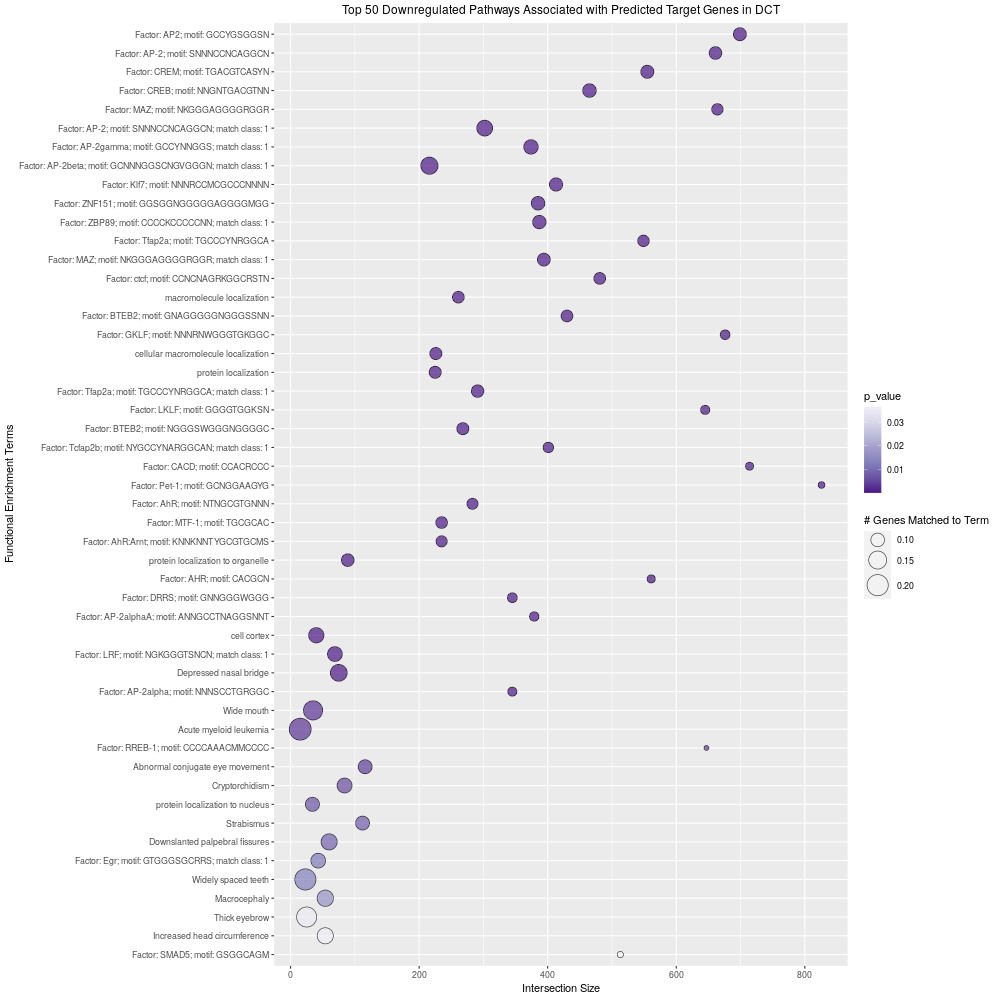 Top 50 Downregulated Pathways Associated with Predicted Target Genes in DCT
Factor: AP2; motif: GCCYGSGGSN
Factor: AP-2; motif: SNNNCCNCAGGCN
Factor: CREM; motif: TGACGTCASYN
Factor: CREB; motif: NNGNTGACGTNN
Factor: MAZ; motif: NKGGGAGGGGRGGR
Factor: AP-2; motif: SNNNCCNCAGGCN; match class: 1
Factor: AP-2gamma; motif: GCCYNNGGS; match class: 1
Factor: AP-2beta; motif: GCNNNGGSCNGVGGGN; match class: 1
Factor: Klf7; motif: NNNRCCMCGCCCNNNN
Factor: ZNF151; motif: GGSGGNGGGGGAGGGGMGG
Factor: ZBP89; motif: CCCCKCCCCCNN; match class: 1
Factor: Tfap2a; motif: TGCCCYNRGGCA
Factor: MAZ; motif: NKGGGAGGGGRGGR; match class: 1
Factor: ctcf; motif: CCNCNAGRKGGCRSTN
macromolecule localization
Factor: BTEB2; motif: GNAGGGGGNGGGSSNN
Factor: GKLF; motif: NNNRNWGGGTGKGGC
cellular macromolecule localization
protein localization
Factor: Tfap2a; motif: TGCCCYNRGGCA; match class: 1
Factor: LKLF; motif: GGGGTGGKSN
Factor: BTEB2; motif: NGGGSWGGGNGGGGC
Factor: Tcfap2b; motif: NYGCCYNARGGCAN; match class: 1
Factor: CACD; motif: CCACRCCC
Factor: Pet-1; motif: GCNGGAAGYG
Factor: AhR; motif: NTNGCGTGNNN
Factor: MTF-1; motif: TGCGCAC
Factor: AhR:Arnt; motif: KNNKNNTYGCGTGCMS
protein localization to organelle
Factor: AHR; motif: CACGCN
Factor: DRRS; motif: GNNGGGWGGG
Factor: AP-2alphaA; motif: ANNGCCTNAGGSNNT
cell cortex
Factor: LRF; motif: NGKGGGTSNCN; match class: 1
Depressed nasal bridge
Factor: AP-2alpha; motif: NNNSCCTGRGGC
Wide mouth
Acute myeloid leukemia
Factor: RREB-1; motif: CCCCAAACMMCCCC
Abnormal conjugate eye movement
Cryptorchidism
protein localization to nucleus
Strabismus
Downslanted palpebral fissures
Factor: Egr; motif: GTGGGSGCRRS; match class: 1
Widely spaced teeth
Macrocephaly
Thick eyebrow
Increased head circumference
Factor: SMAD5; motif: GSGGCAGM
0 200 400 600 800
Intersection Size
Functional Enrichment Terms
p_value
0.03
0.02
0.01
# Genes Matched to Term
0.10
0.15
0.20